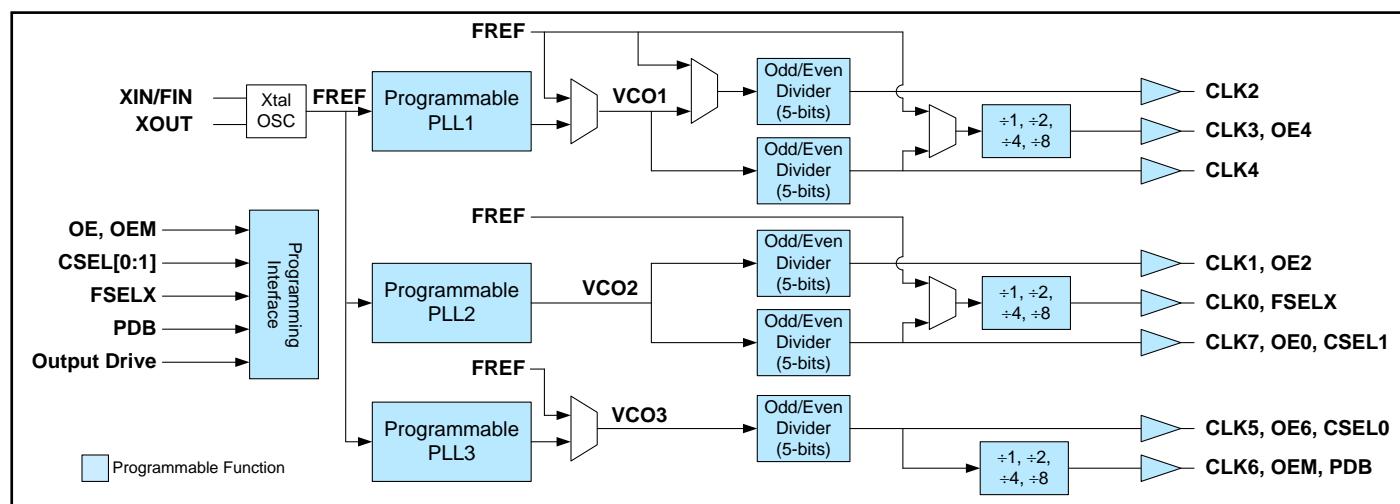 FREF
XIN/FIN
XOUT
Xtal
OSC
FREF
Programmable
PLL1
VCO1
Odd/Even
Divider
(5-bits)
Odd/Even
Divider
(5-bits)
÷1, ÷2,
÷4, ÷8
CLK2
CLK3, OE4
CLK4
OE, OEM
CSEL[0:1]
FSELX
PDB
Output Drive
Programming
Interface
FREF
Programmable
PLL2
VCO2
Odd/Even
Divider
(5-bits)
Odd/Even
Divider
(5-bits)
÷1, ÷2,
÷4, ÷8
CLK1, OE2
CLK0, FSELX
CLK7, OE0, CSEL1
FREF
Programmable
PLL3
VCO3
Odd/Even
Divider
(5-bits)
÷1, ÷2,
÷4, ÷8
CLK5, OE6, CSEL0
CLK6, OEM, PDB
Programmable Function